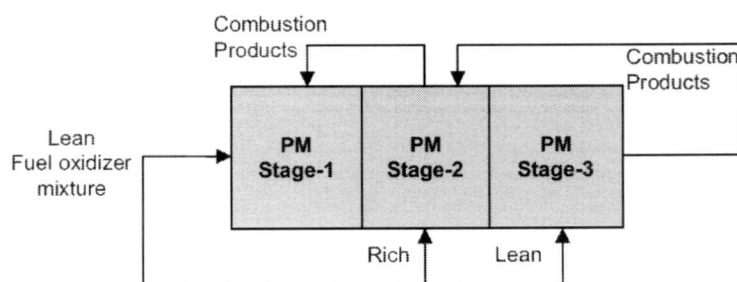 Combustion
Products
Combustion
Products
Lean
Fuel oxidizer
mixture
PM
Stage-1
PM
Stage-2
PM
Stage-3
Rich
Lean